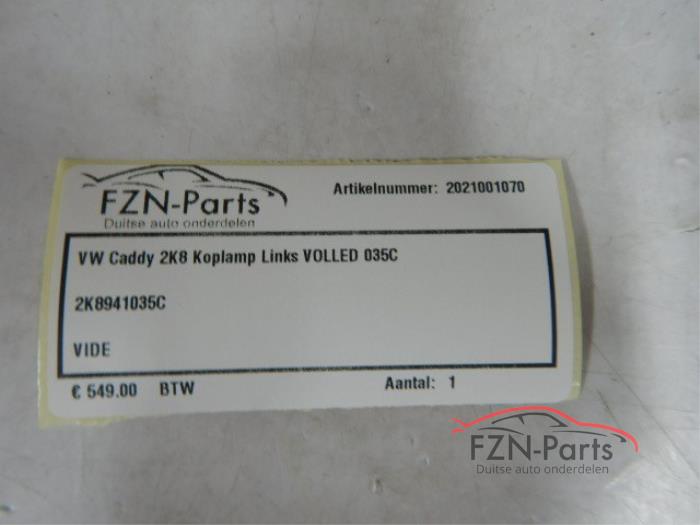 FZN-Parts
Duitse auto onderdelen
Artikelnummer: 2021001070
VW Caddy 2K8 Koplamp Links VOLLED 035C
2K8941035C
VIDE
€ 549.00 BTW
Aantal: 1
FZN-Parts
Duitse auto onderdelen